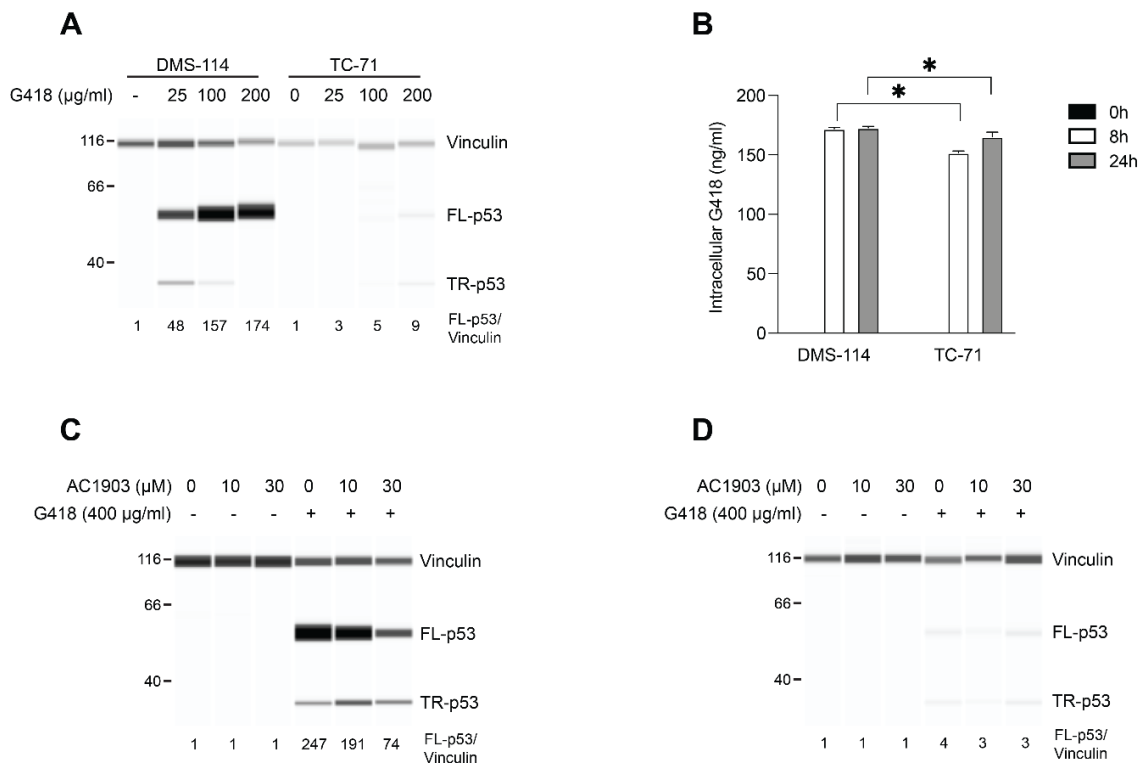 A
DMS-114 TC-71
G418 (µg/ml) - 25 100 200 0 25 100 200
116 Vinculin
66
FL-p53
40
TR-p53
1 48 157 174 1 3 5 9 FL-p53/
Vinculin
B
Intracellular G418 (ng/ml)
200
150
100
50
0
* *
DMS-114 TC-71
0h
8h
24h
C
AC1903 (µM) 0 10 30 0 10 30
G418 (400 µg/ml) - - - + + +
116 Vinculin
66
FL-p53
40
TR-p53
1 1 1 247 191 74 FL-p53/
Vinculin
D
AC1903 (µM) 0 10 30 0 10 30
G418 (400 µg/ml) - - - + + +
116 Vinculin
66
FL-p53
40
TR-p53
1 1 1 4 3 3 FL-p53/
Vinculin